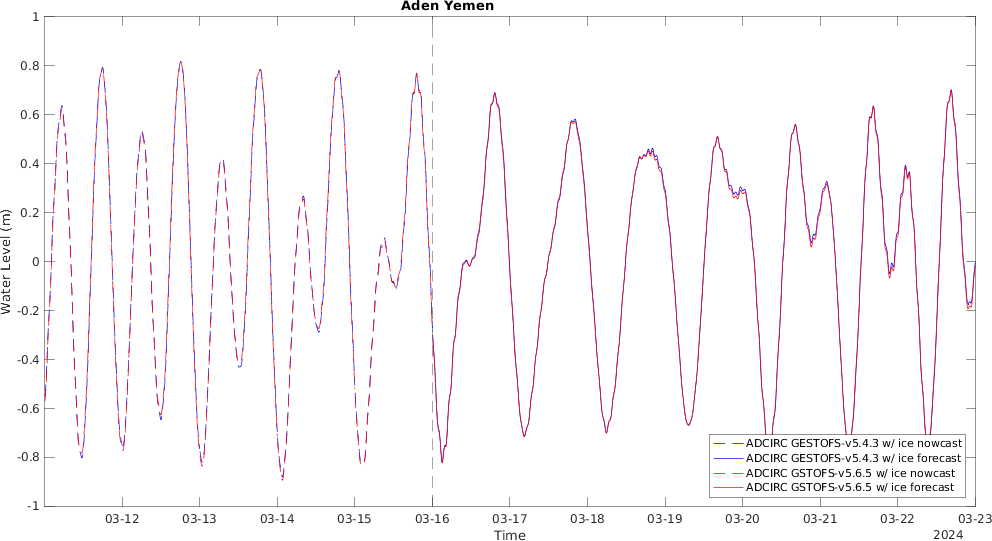 Aden Yemen
Water Level (m)
1
0.8
0.6
0.4
0.2
0
-0.2
-0.4
-0.6
-0.8
-1
ADCIRC GESTOFS-v5.4.3 w/ ice nowcast
ADCIRC GESTOFS-v5.4.3 w/ ice forecast
ADCIRC GSTOFS-v5.6.5 w/ ice nowcast
ADCIRC GSTOFS-v5.6.5 w/ ice forecast
03-12 03-13 03-14 03-15 03-16 03-17 03-18 03-19 03-20 03-21 03-22 03-23
Time
2024